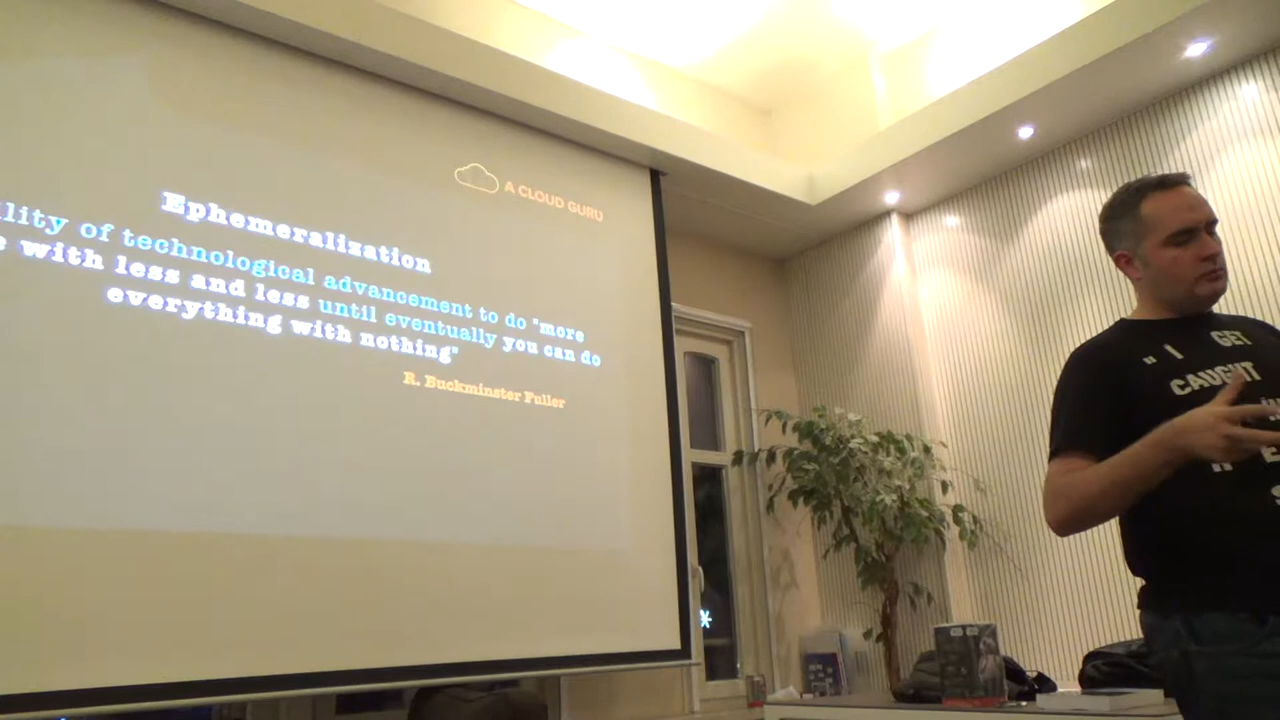 A CLOUD GURU
Ephemeralization
lity of technological advancement to do "more
with less and less until eventually you can do
everything with nothing"
R. Buckminster Fuller
"I GET
CAUGHT